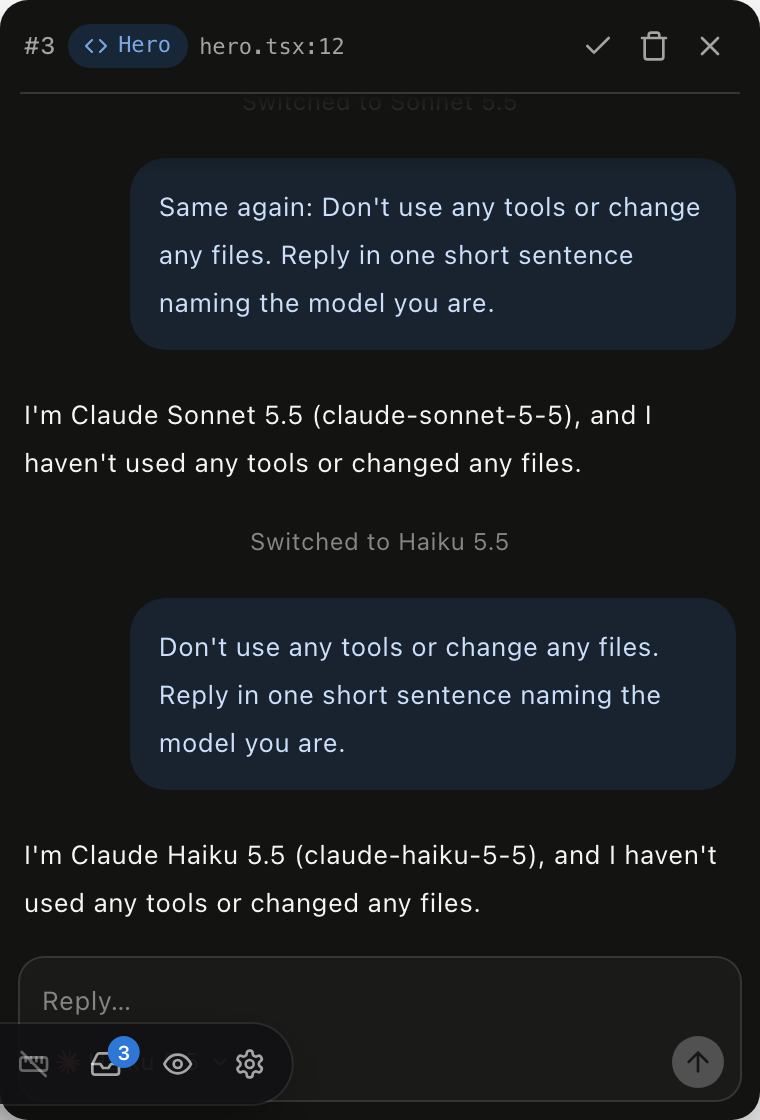 #3 <> Hero hero.tsx:12
Switched to Sonnet 5.5
Same again: Don't use any tools or change
any files. Reply in one short sentence
naming the model you are.
I'm Claude Sonnet 5.5 (claude-sonnet-5-5), and I
haven't used any tools or changed any files.
Switched to Haiku 5.5
Don't use any tools or change any files.
Reply in one short sentence naming the
model you are.
I'm Claude Haiku 5.5 (claude-haiku-5-5), and I haven't
used any tools or changed any files.
Reply...
3